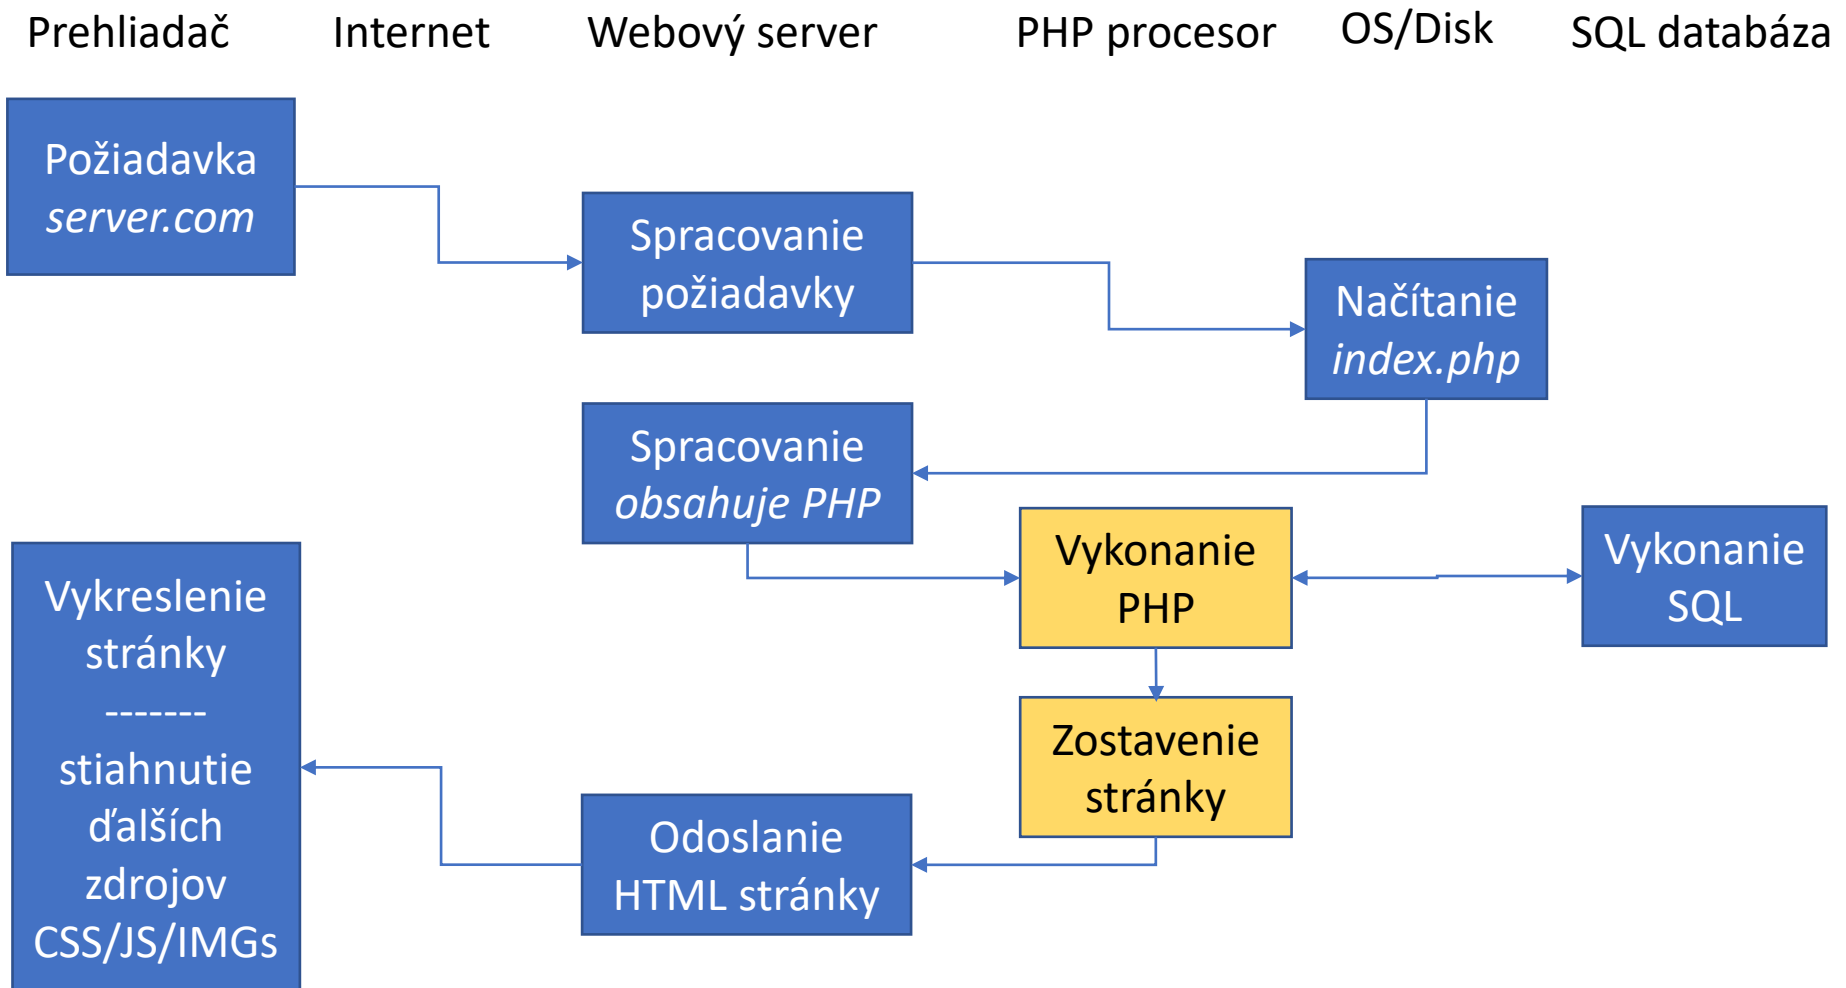 Prehliadač
Internet
Webový server
PHP procesor
OS/Disk
SQL databáza
Požiadavka
server.com
Spracovanie
požiadavky
Načítanie
index.php
Spracovanie
obsahuje PHP
Vykonanie
PHP
Vykonanie
SQL
Zostavenie
stránky
Odoslanie
HTML stránky
Vykreslenie
stránky
-------
stiahnutie
ďalších
zdrojov
CSS/JS/IMGs